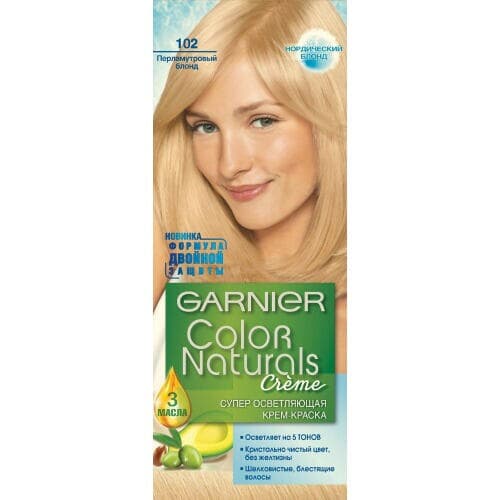 102
Перламутровый
блонд
НОРДИЧЕСКИЙ
БЛОНД
НОВИНКА
ФОРМУЛА
ДВОЙНОЙ
ЗАЩИТЫ
GARNIER
Color
Naturals
Crème
СУПЕР ОСВЕТЛЯЮЩАЯ
КРЕМ-КРАСКА
3
МАСЛА
Осветляет на 5 ТОНОВ
Кристально чистый цвет,
без желтизны
Шелковистые, блестящие
волосы